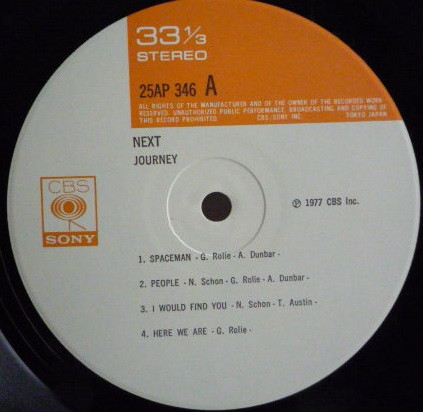 33 1/3
STEREO
25AP 346 A
ALL RIGHTS OF THE MANUFACTURER AND OF THE OWNER OF THE RECORDED WORK
RESERVED. UNAUTHORIZED PUBLIC PERFORMANCE, BROADCASTING AND COPYING OF
THIS RECORD PROHIBITED. CBS·SONY INC. TOKYO JAPAN
NEXT
JOURNEY
CBS
SONY
℗ 1977 CBS Inc.
1. SPACEMAN - G. Rolie - A. Dunbar -
2. PEOPLE - N. Schon - G. Rolie - A. Dunbar -
3. I WOULD FIND YOU - N. Schon - T. Austin -
4. HERE WE ARE - G. Rolie -